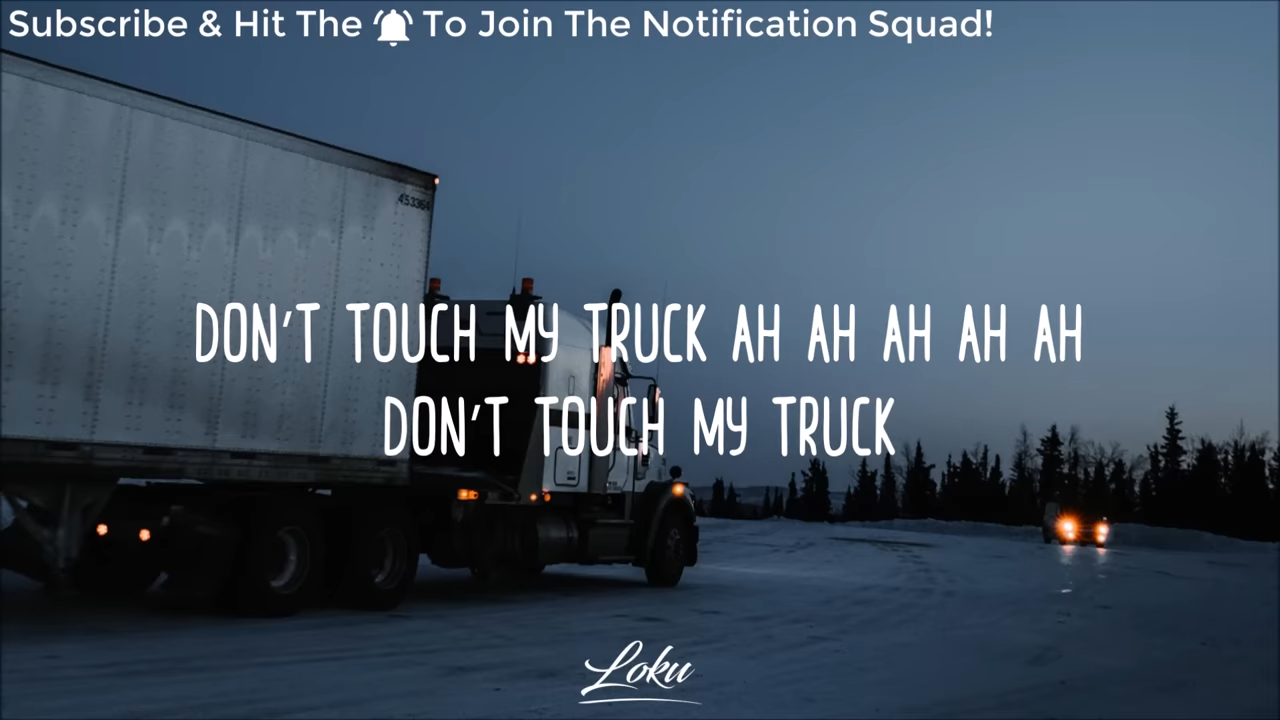 Subscribe & Hit The 🔔 To Join The Notification Squad!
453364
DON'T TOUCH MY TRUCK AH AH AH AH AH
DON'T TOUCH MY TRUCK
Loku